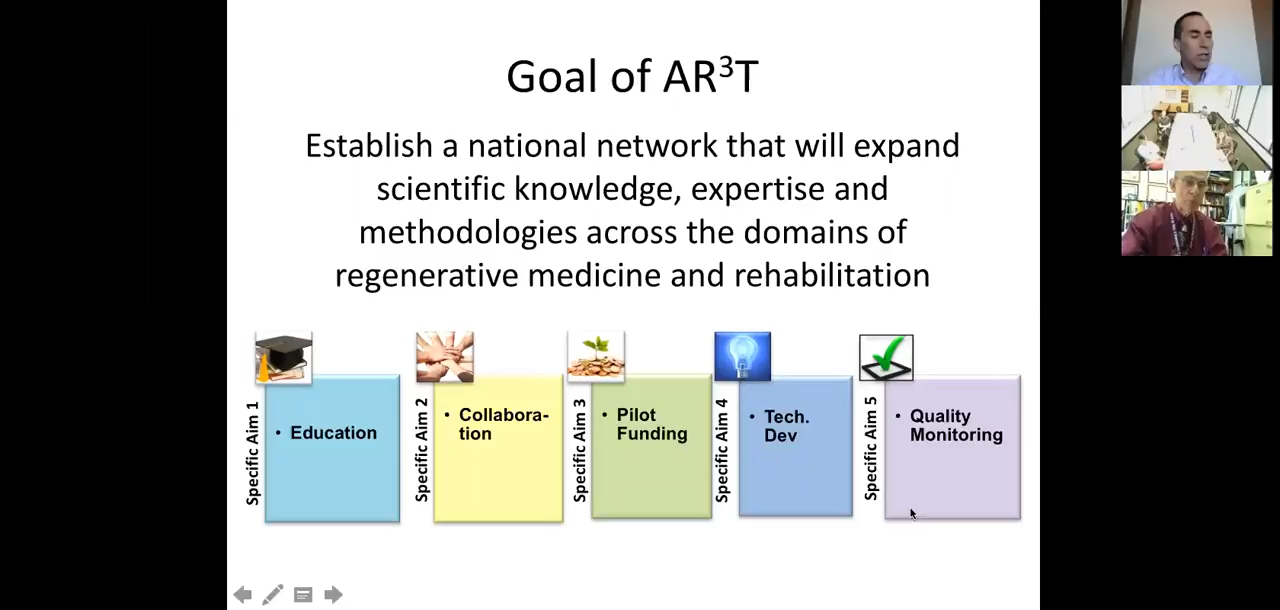 Goal of AR³T
Establish a national network that will expand
scientific knowledge, expertise and
methodologies across the domains of
regenerative medicine and rehabilitation
Specific Aim 1
• Education
Specific Aim 2
• Collabora-
tion
Specific Aim 3
• Pilot
Funding
Specific Aim 4
• Tech.
Dev
Specific Aim 5
• Quality
Monitoring